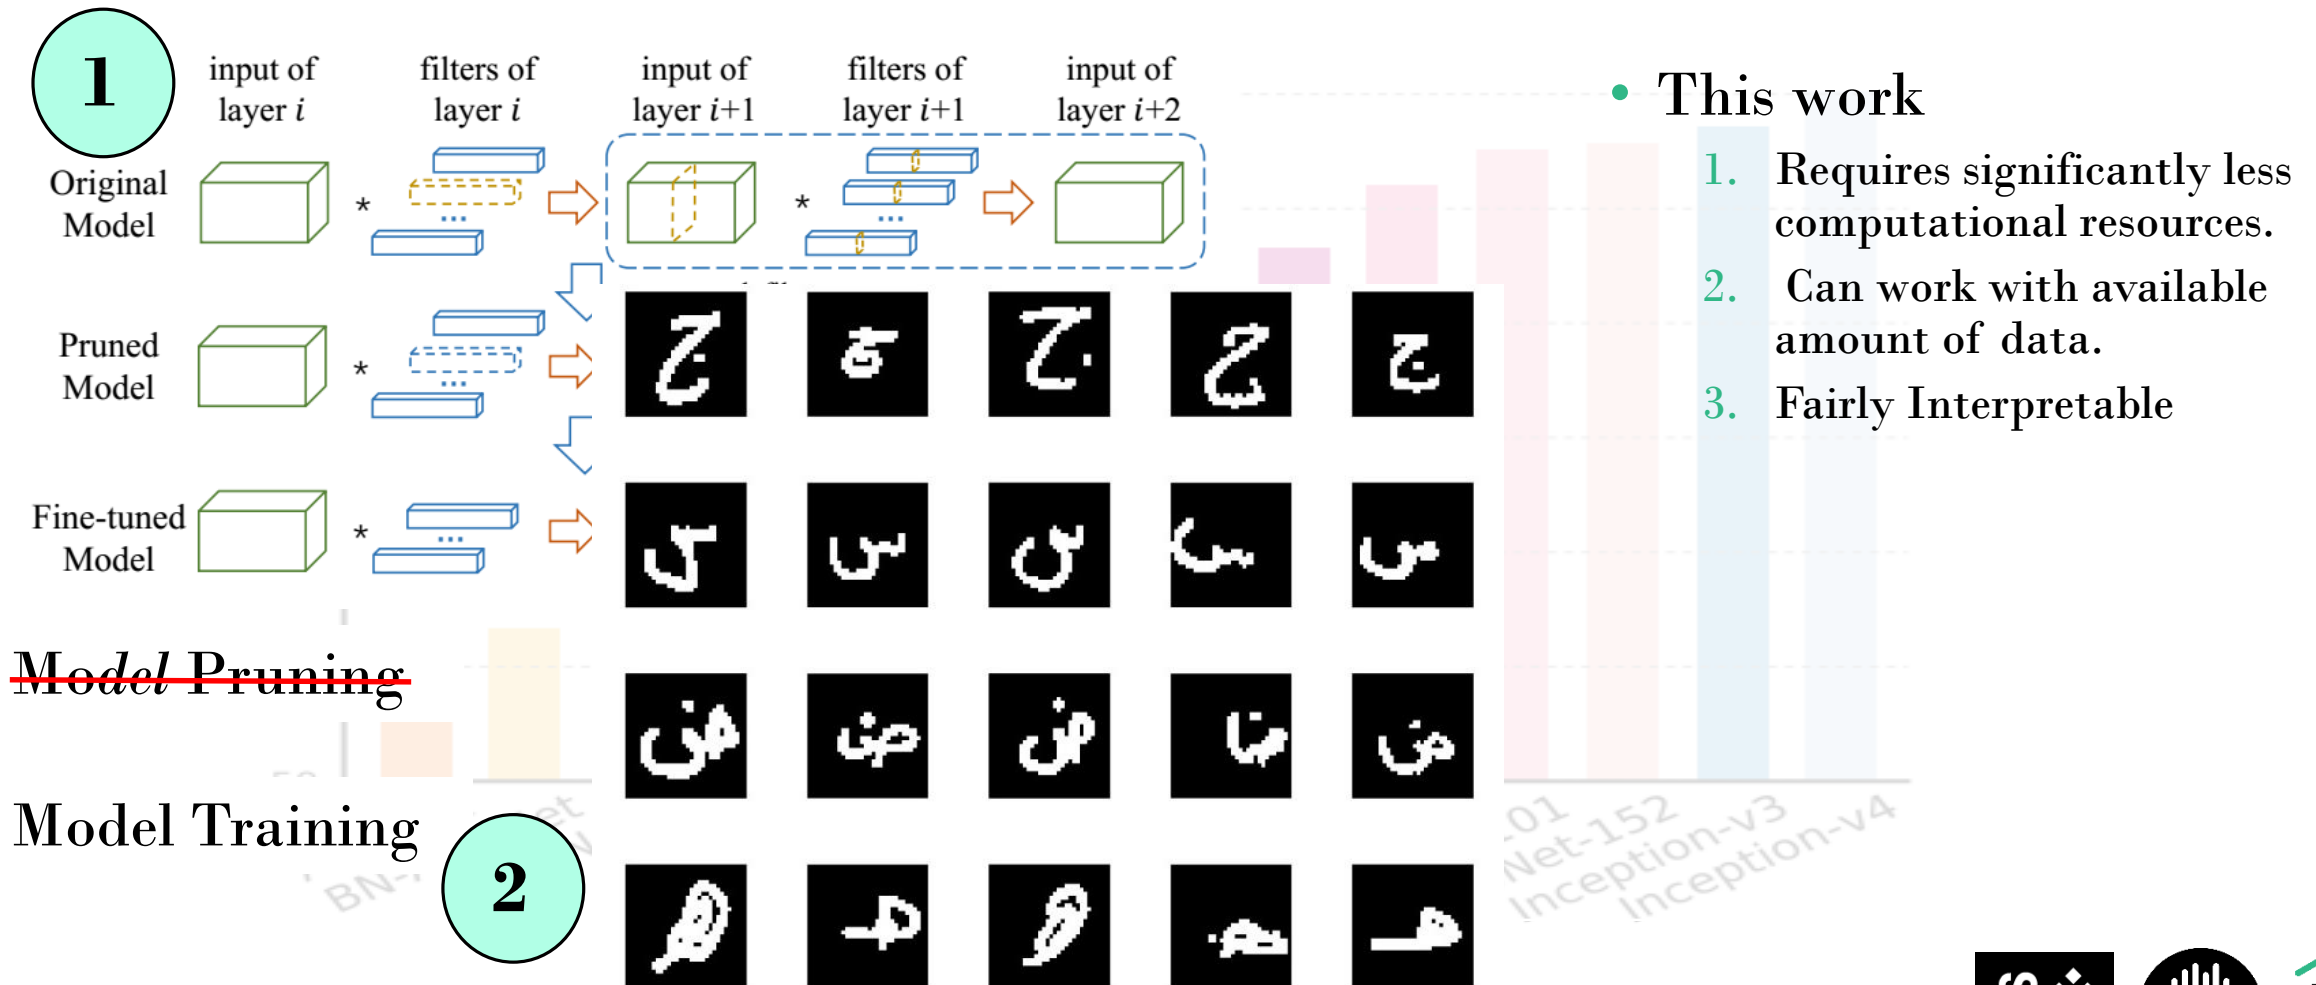 1
input of
layer i
filters of
layer i
input of
layer i+1
filters of
layer i+1
input of
layer i+2
Original
Model
*
...
*
...
Pruned
Model
*
...
Fine-tuned
Model
*
...
Model Pruning
Model Training
2
• This work
1. Requires significantly less
computational resources.
2. Can work with available
amount of data.
3. Fairly Interpretable
ج
ح
ج
ج
ج
س
س
س
س
س
ض
ض
ض
ض
ض
Net-152
Inception-v3
Inception-v4